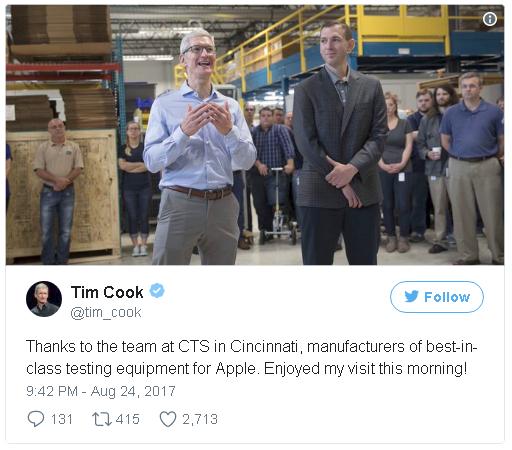 Tim Cook
@tim_cook
Follow
Thanks to the team at CTS in Cincinnati, manufacturers of best-in-
class testing equipment for Apple. Enjoyed my visit this morning!
9:42 PM - Aug 24, 2017
131 415 2,713